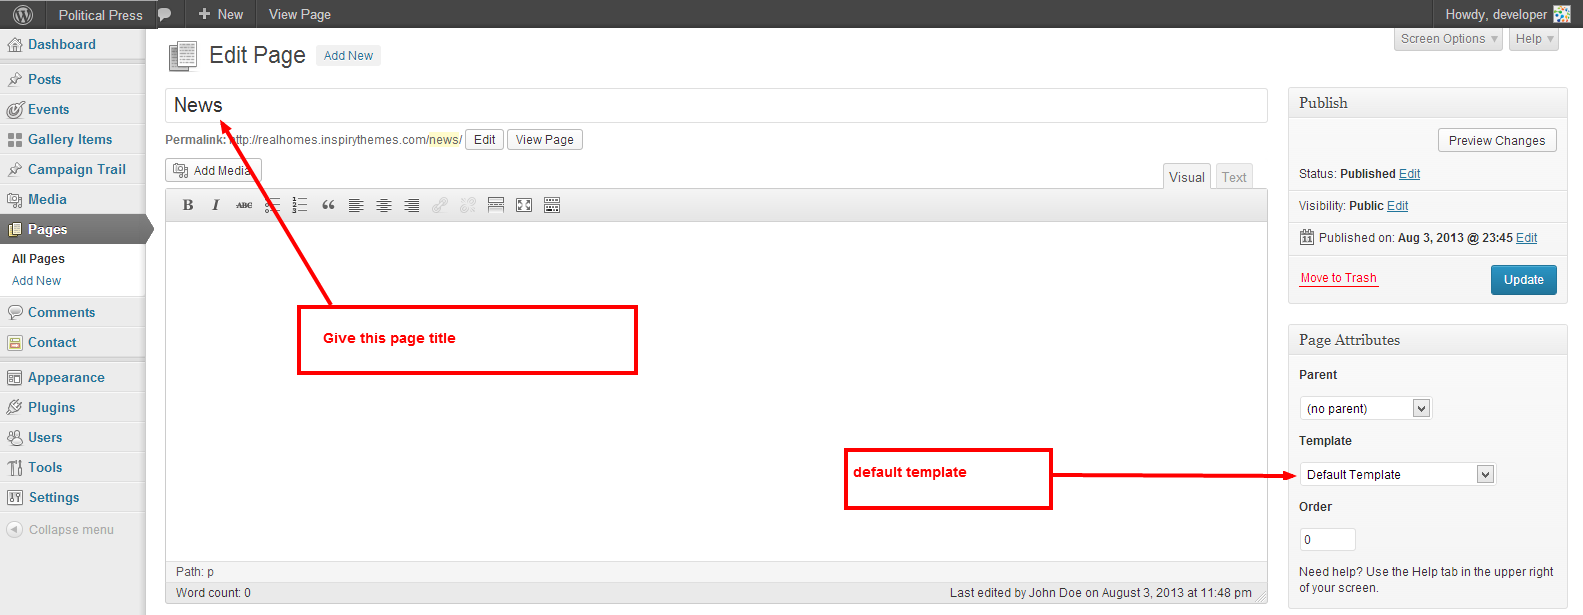 Political Press
+ New
View Page
Howdy, developer
Dashboard
Posts
Events
Gallery Items
Campaign Trail
Media
Pages
All Pages
Add New
Comments
Contact
Appearance
Plugins
Users
Tools
Settings
Collapse menu
Screen Options
Help
Edit Page
Add New
News
Permalink: http://realhomes.inspirythemes.com/news/ Edit View Page
Add Media
Visual
Text
B I ABC
Give this page title
default template
Path: p
Word count: 0
Last edited by John Doe on August 3, 2013 at 11:48 pm
Publish
Preview Changes
Status: Published Edit
Visibility: Public Edit
11 Published on: Aug 3, 2013 @ 23:45 Edit
Move to Trash
Update
Page Attributes
Parent
(no parent)
Template
Default Template
Order
0
Need help? Use the Help tab in the upper right
of your screen.